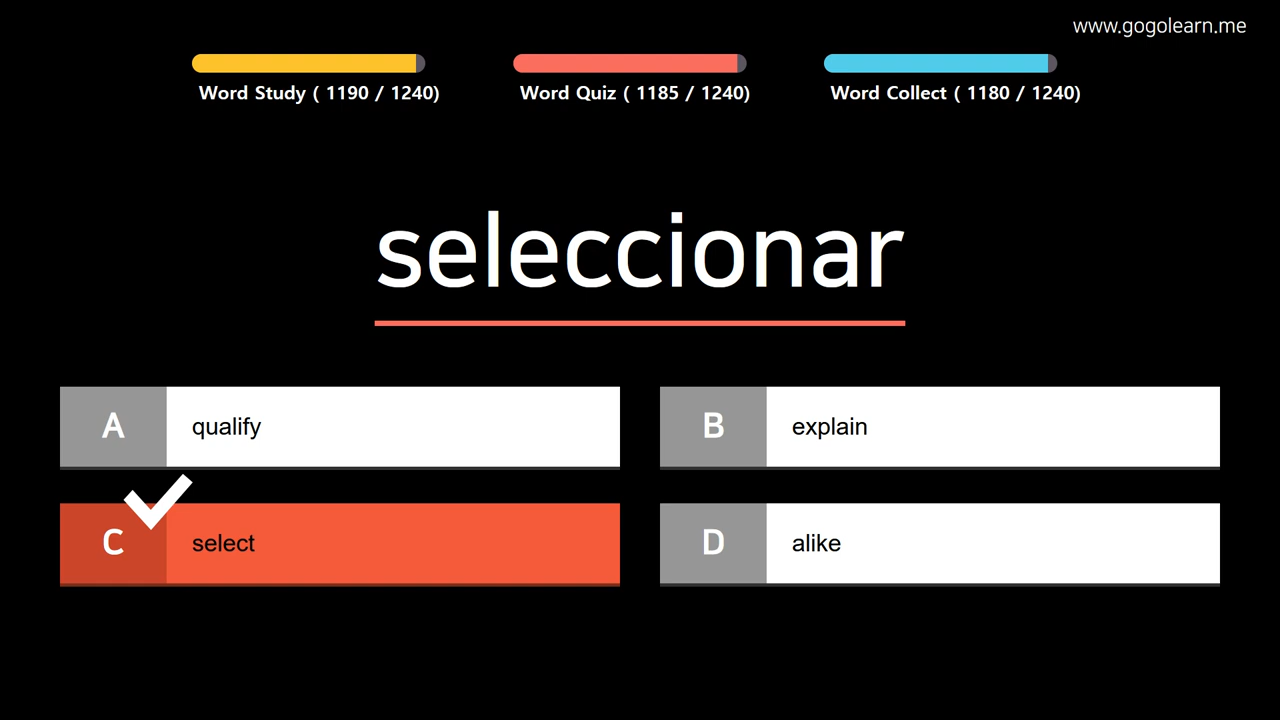 www.gogolearn.me
Word Study ( 1190 / 1240)
Word Quiz ( 1185 / 1240)
Word Collect ( 1180 / 1240)
seleccionar
A qualify
B explain
C select
D alike